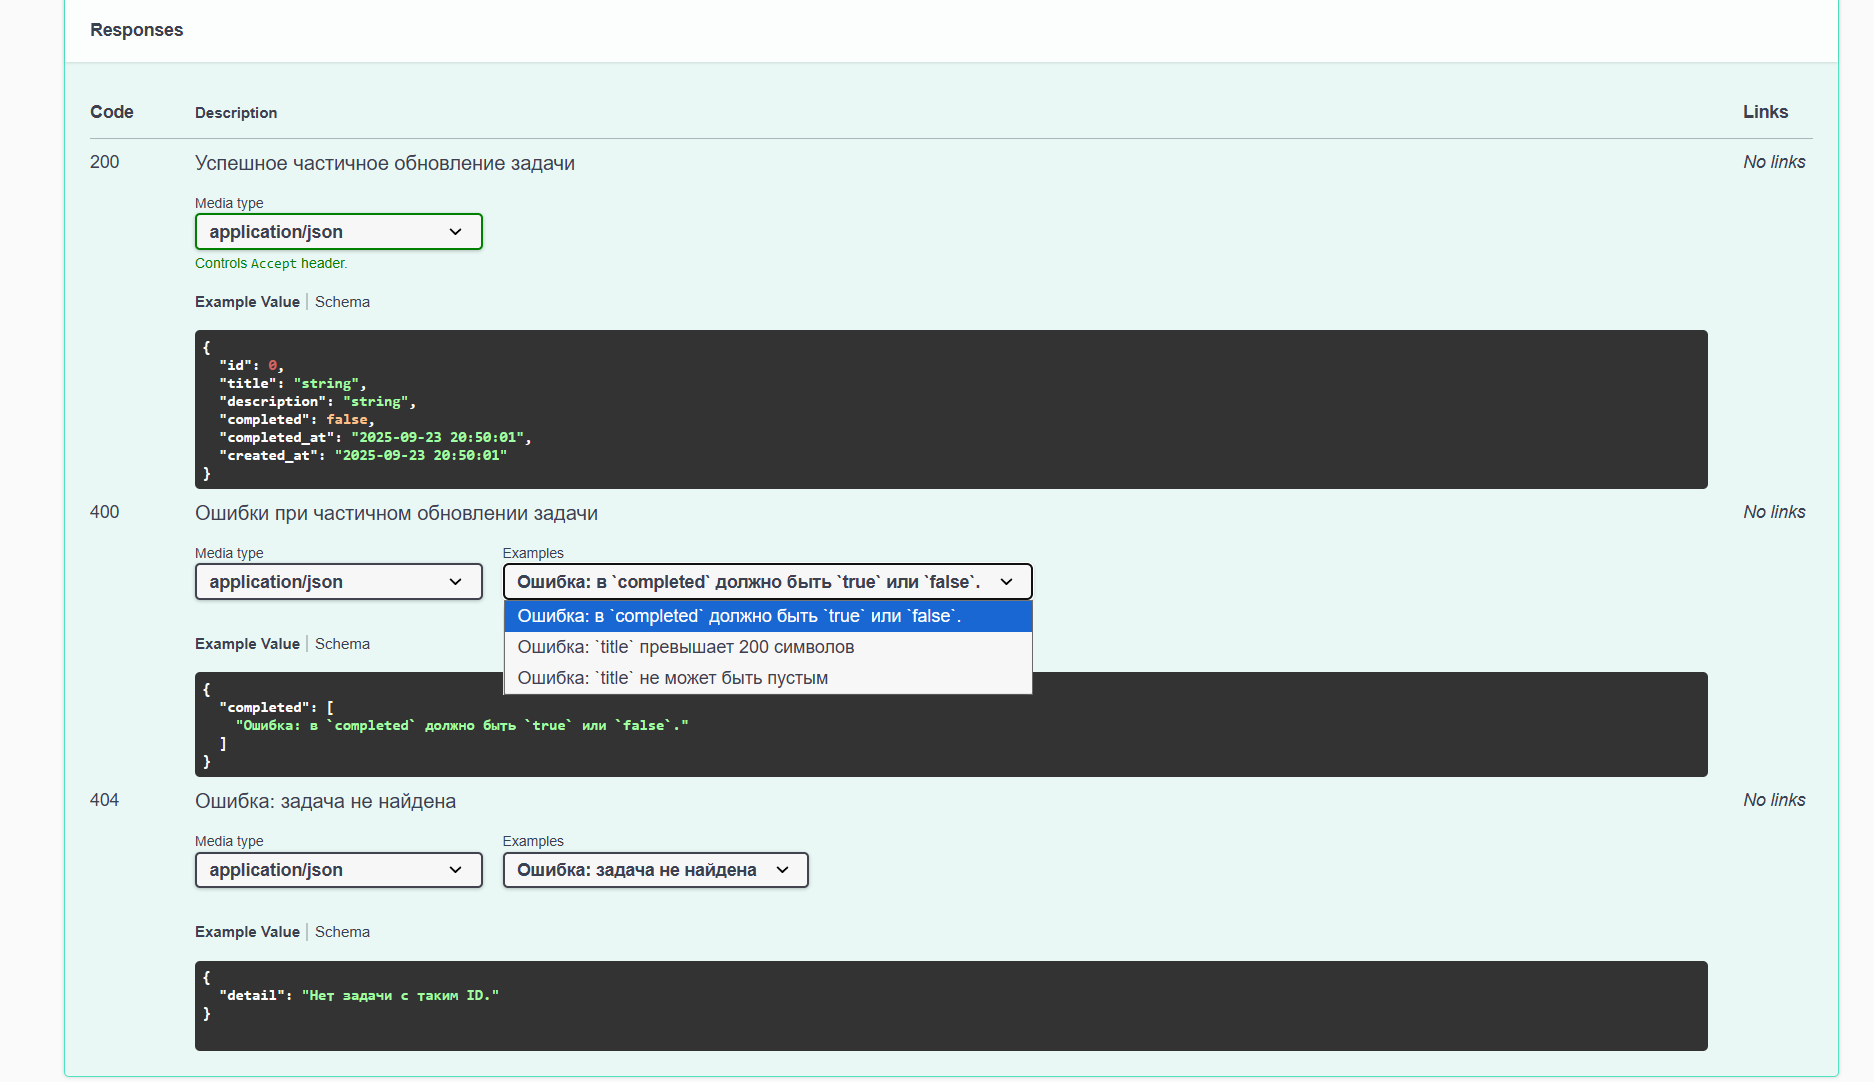 Responses
Code Description Links
200 Успешное частичное обновление задачи No links
Media type
application/json
Controls Accept header.
Example Value Schema
{
"id": 0,
"title": "string",
"description": "string",
"completed": false,
"completed_at": "2025-09-23 20:50:01",
"created_at": "2025-09-23 20:50:01"
}
400 Ошибки при частичном обновлении задачи No links
Media type Examples
application/json Ошибка: в `completed` должно быть `true` или `false`.
Ошибка: в `completed` должно быть `true` или `false`.
Ошибка: `title` превышает 200 символов
Ошибка: `title` не может быть пустым
Example Value Schema
{
"completed": [
"Ошибка: в `completed` должно быть `true` или `false`."
]
}
404 Ошибка: задача не найдена No links
Media type Examples
application/json Ошибка: задача не найдена
Example Value Schema
{
"detail": "Нет задачи с таким ID."
}